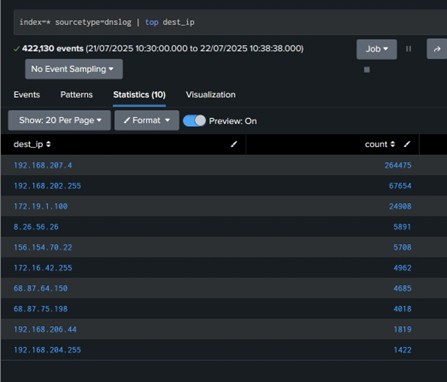 index=* sourcetype=dnslog | top dest_ip
422,130 events (21/07/2025 10:30:00.000 to 22/07/2025 10:38:38.000)
Job
No Event Sampling
Events Patterns Statistics (10) Visualization
Show: 20 Per Page Format Preview: On
dest_ip count
192.168.207.4 264475
192.168.202.255 67654
172.19.1.100 24908
8.26.56.26 5891
156.154.70.22 5708
172.16.42.255 4962
68.87.64.150 4685
68.87.75.198 4018
192.168.206.44 1819
192.168.204.255 1422